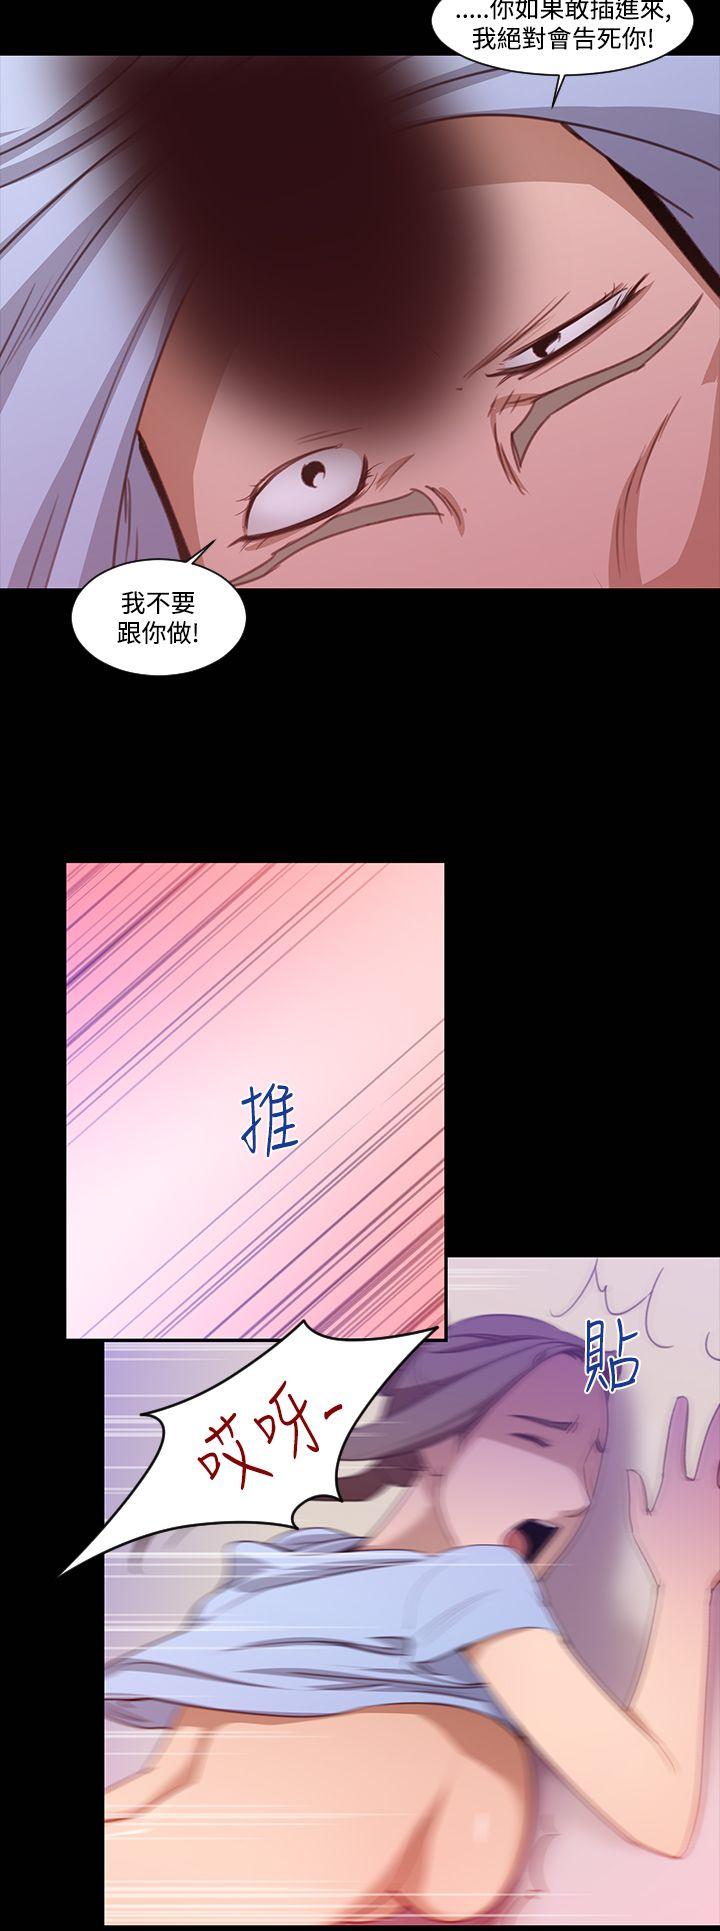 .....你如果敢插進來,
我絕對會告死你!
我不要
跟你做!
推
貼
哎呀-